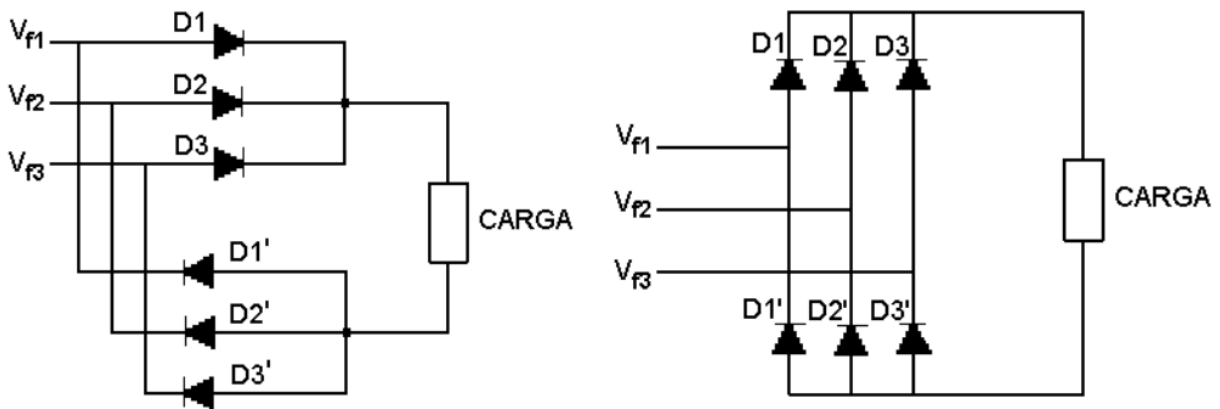 Vf1
D1
Vf2
D2
Vf3
D3
CARGA
D1'
D2'
D3'
D1 D2 D3
Vf1
Vf2
Vf3
CARGA
D1' D2' D3'